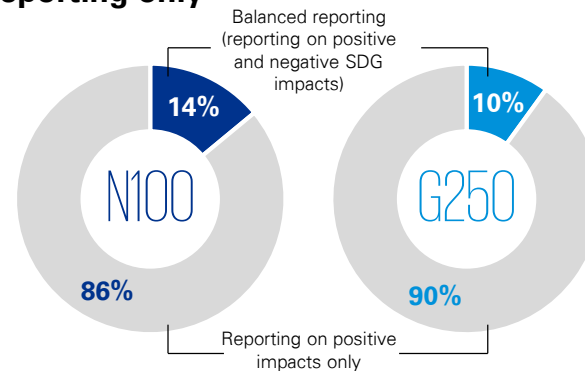 reporting only
Balanced reporting
(reporting on positive
and negative SDG
impacts)
14%
10%
N100
G250
86%
90%
Reporting on positive
impacts only